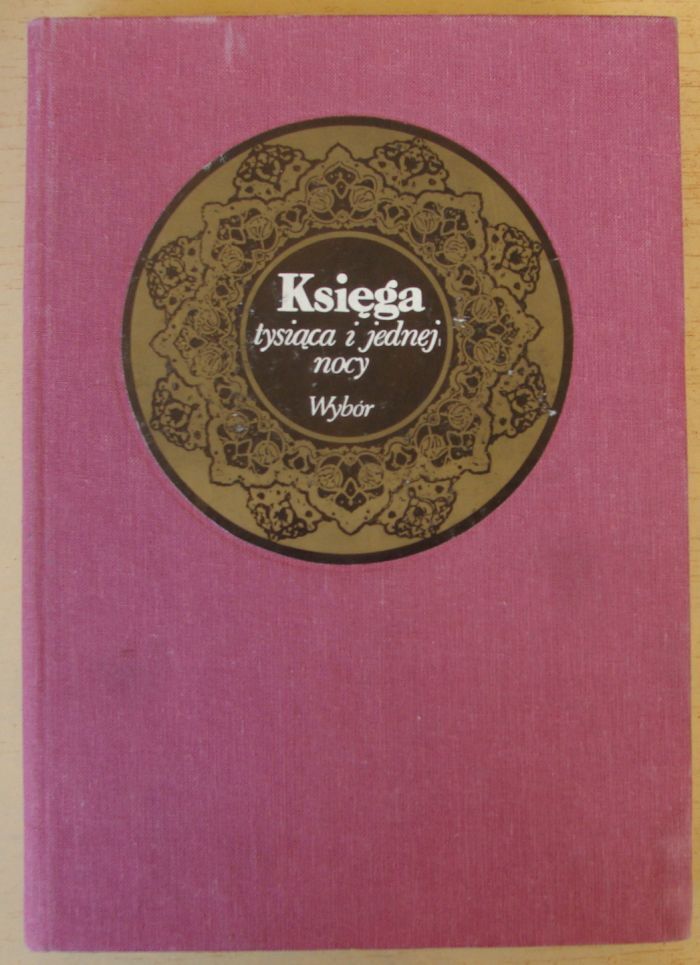 Księga
tysiąca i jednej
nocy
Wybór